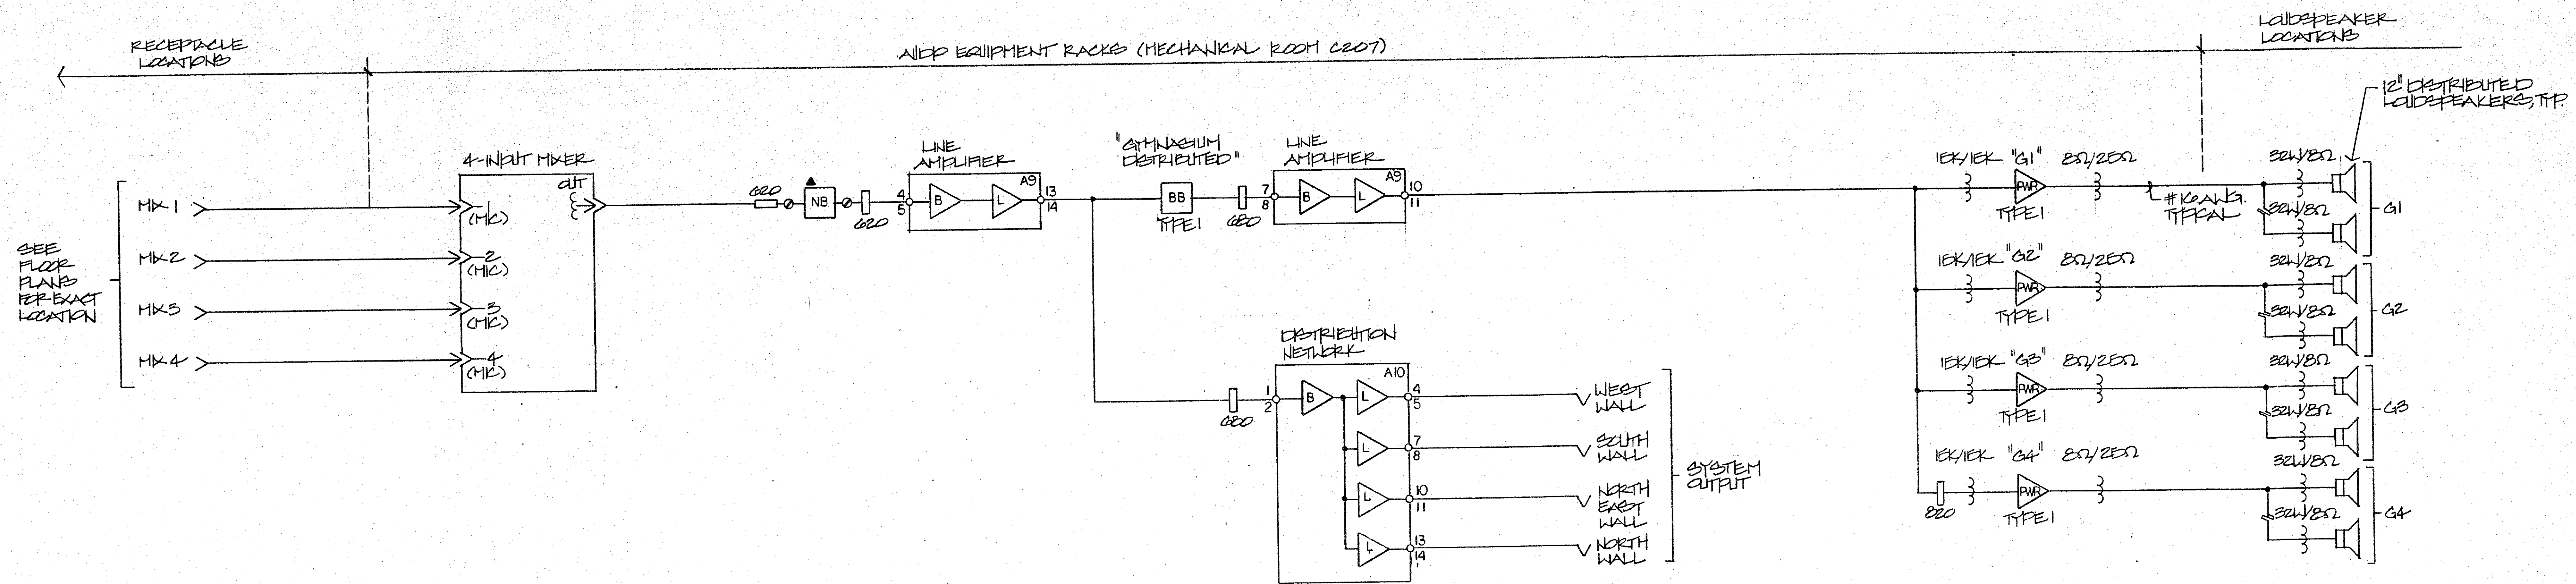 RECEPTACLE
LOCATIONS
AUDIO EQUIPMENT RACKS (MECHANICAL ROOM C207)
LOUDSPEAKER
LOCATIONS
12" DISTRIBUTED
LOUDSPEAKERS, TYP.
SEE
FLOOR
PLANS
FOR EXACT
LOCATION
MIX 1
MIX 2
MIX 3
MIX 4
4-INPUT MIXER
OUT
1
(MIC)
2
(MIC)
3
(MIC)
4
(MIC)
620
NB
620
LINE
AMPLIFIER
A9
4
5
B
L
13
14
"GYMNASIUM
DISTRIBUTED"
BB
TYPE 1
680
LINE
AMPLIFIER
A9
7
8
B
L
10
11
DISTRIBUTION
NETWORK
A10
680
1
2
B
L
4
5
WEST
WALL
L
7
8
SOUTH
WALL
L
10
11
NORTH
EAST
WALL
L
13
14
NORTH
WALL
SYSTEM
OUTPUT
15K/15K "G1" 8Ω/25Ω
PWR
TYPE 1
#16 AWG.
TYPICAL
32W/8Ω
32W/8Ω
G1
15K/15K "G2" 8Ω/25Ω
PWR
TYPE 1
32W/8Ω
32W/8Ω
G2
15K/15K "G3" 8Ω/25Ω
PWR
TYPE 1
32W/8Ω
32W/8Ω
G3
15K/15K "G4" 8Ω/25Ω
820
PWR
TYPE 1
32W/8Ω
32W/8Ω
G4